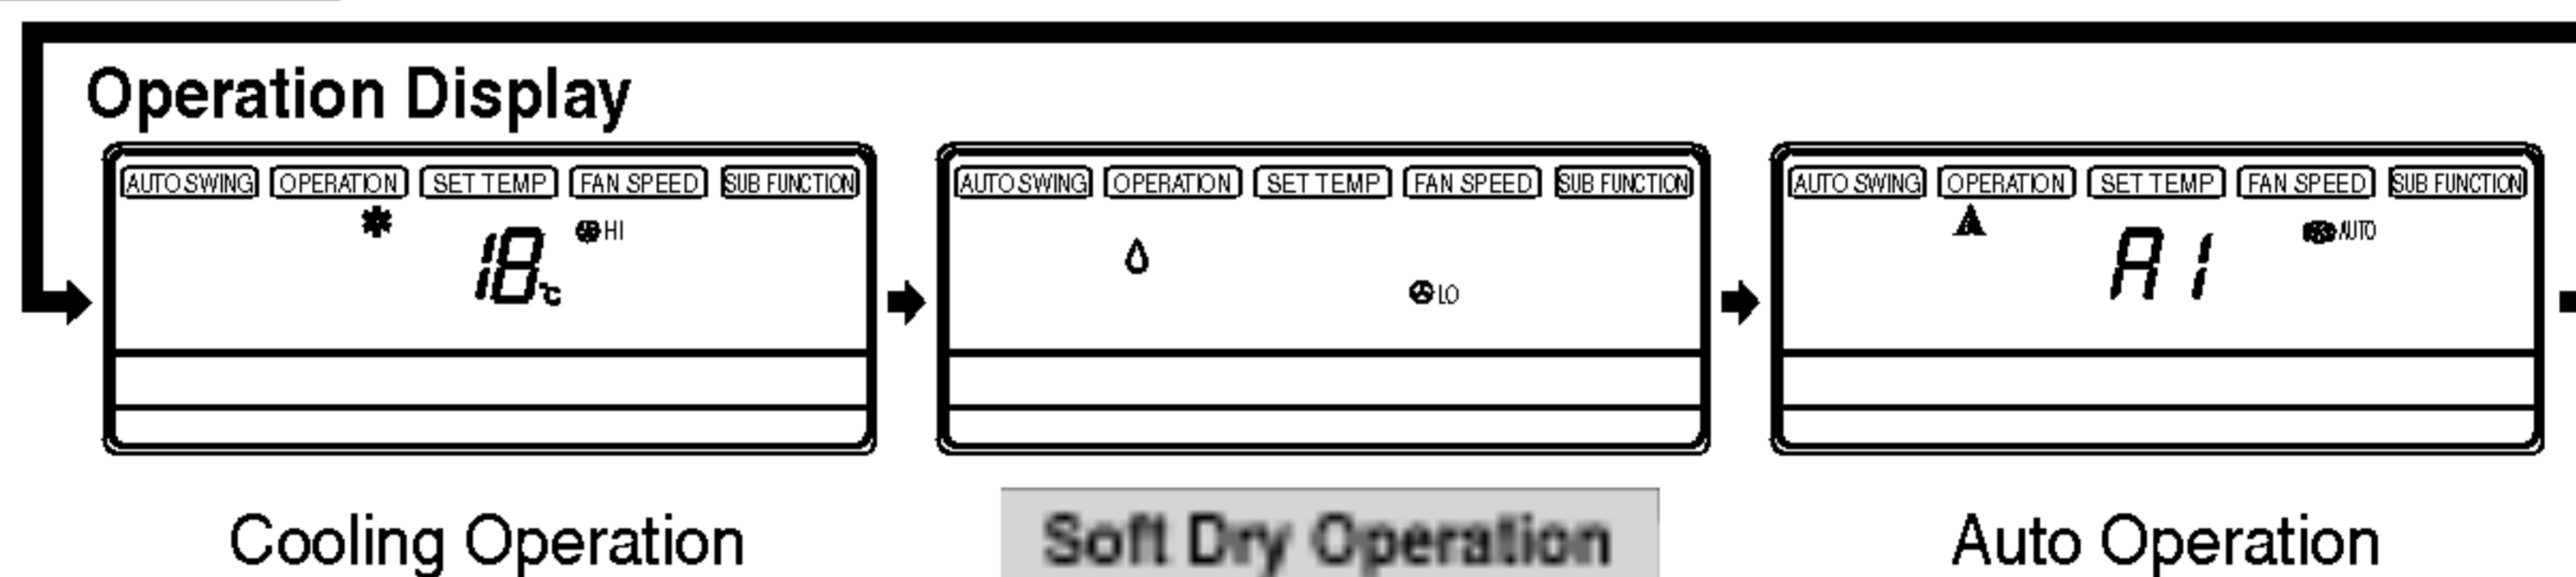 Operation Display
AUTO SWING OPERATION SET TEMP FAN SPEED SUB FUNCTION
HI
18°C
AUTO SWING OPERATION SET TEMP FAN SPEED SUB FUNCTION
LO
AUTO SWING OPERATION SET TEMP FAN SPEED SUB FUNCTION
A1 AUTO
Cooling Operation
Soft Dry Operation
Auto Operation